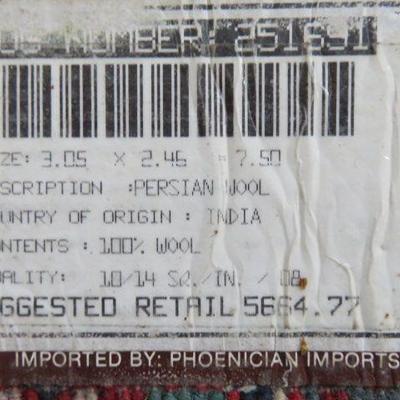 NUMBER: 251651
ZE: 3.05 X 2.46 = 7.50
SCRIPTION :PERSIAN WOOL
UNTRY OF ORIGIN : INDIA
NTENTS : 100% WOOL
ALITY: 10/14 SQ./IN. / 08
GGESTED RETAIL 5664.77
IMPORTED BY: PHOENICIAN IMPORTS